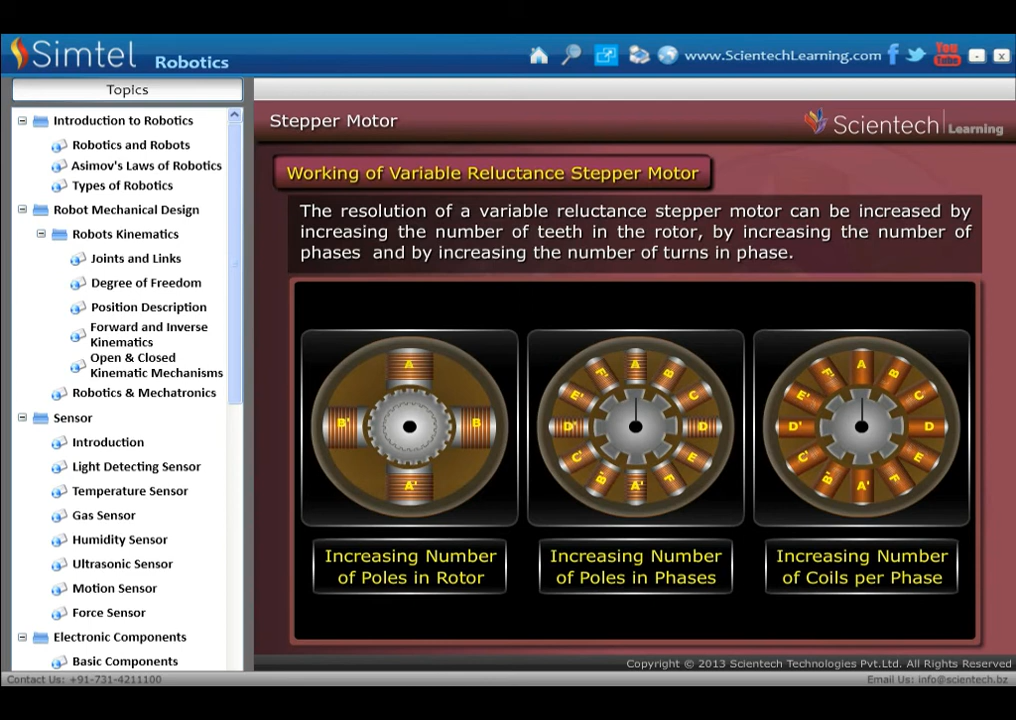 Simtel Robotics
www.ScientechLearning.com
You Tube
Topics
Introduction to Robotics
Robotics and Robots
Asimov's Laws of Robotics
Types of Robotics
Robot Mechanical Design
Robots Kinematics
Joints and Links
Degree of Freedom
Position Description
Forward and Inverse
Kinematics
Open & Closed
Kinematic Mechanisms
Robotics & Mechatronics
Sensor
Introduction
Light Detecting Sensor
Temperature Sensor
Gas Sensor
Humidity Sensor
Ultrasonic Sensor
Motion Sensor
Force Sensor
Electronic Components
Basic Components
Stepper Motor
Scientech Learning
Working of Variable Reluctance Stepper Motor
The resolution of a variable reluctance stepper motor can be increased by
increasing the number of teeth in the rotor, by increasing the number of
phases and by increasing the number of turns in phase.
A
B'
B
A'
Increasing Number
of Poles in Rotor
A
F'
B
E'
C
D'
D
C'
E
B'
F
A'
Increasing Number
of Poles in Phases
A
F'
B
E'
C
D'
D
C'
E
B'
F
A'
Increasing Number
of Coils per Phase
Copyright © 2013 Scientech Technologies Pvt.Ltd. All Rights Reserved
Contact Us: +91-731-4211100
Email Us: info@scientech.bz